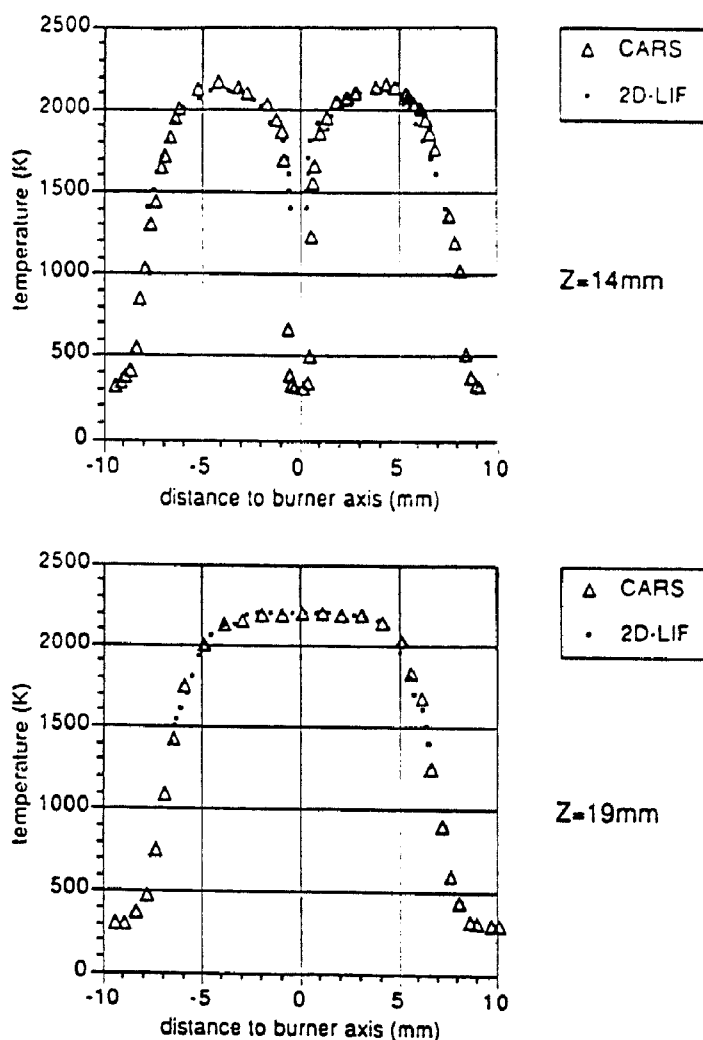 2500
2000
1500
1000
500
0
temperature (K)
-10 -5 0 5 10
distance to burner axis (mm)
CARS
2D-LIF
Z=14mm
2500
2000
1500
1000
500
0
temperature (K)
-10 -5 0 5 10
distance to burner axis (mm)
CARS
2D-LIF
Z=19mm